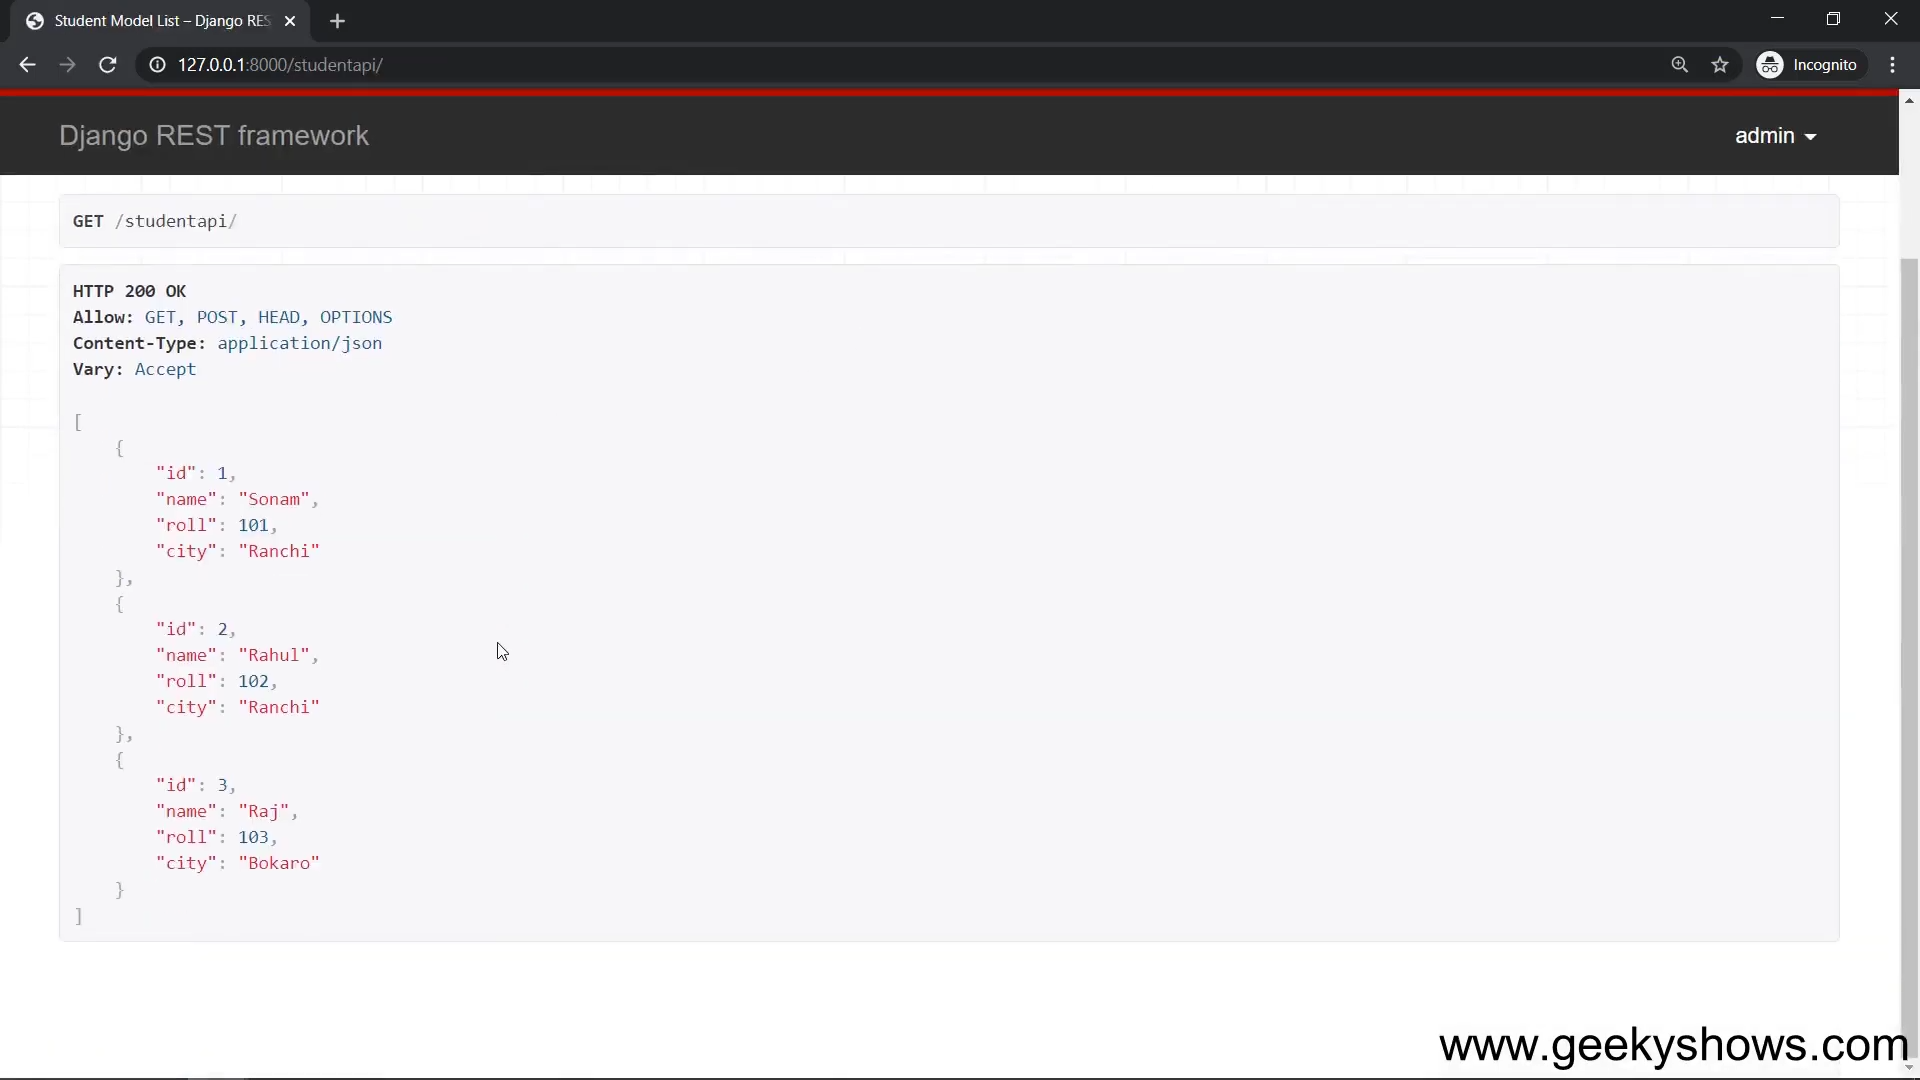 Student Model List – Django RES
127.0.0.1:8000/studentapi/
Incognito
Django REST framework
admin
GET /studentapi/
HTTP 200 OK
Allow: GET, POST, HEAD, OPTIONS
Content-Type: application/json
Vary: Accept
[
{
"id": 1,
"name": "Sonam",
"roll": 101,
"city": "Ranchi"
},
{
"id": 2,
"name": "Rahul",
"roll": 102,
"city": "Ranchi"
},
{
"id": 3,
"name": "Raj",
"roll": 103,
"city": "Bokaro"
}
]
www.geekyshows.com